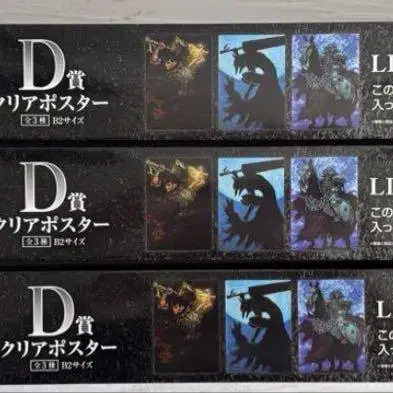 D賞
クリアポスター
全3種 B2サイズ
LI
この
入っ
D賞
クリアポスター
全3種 B2サイズ
LI
この
入っ
D賞
クリアポスター
全3種 B2サイズ
L
この
入っ